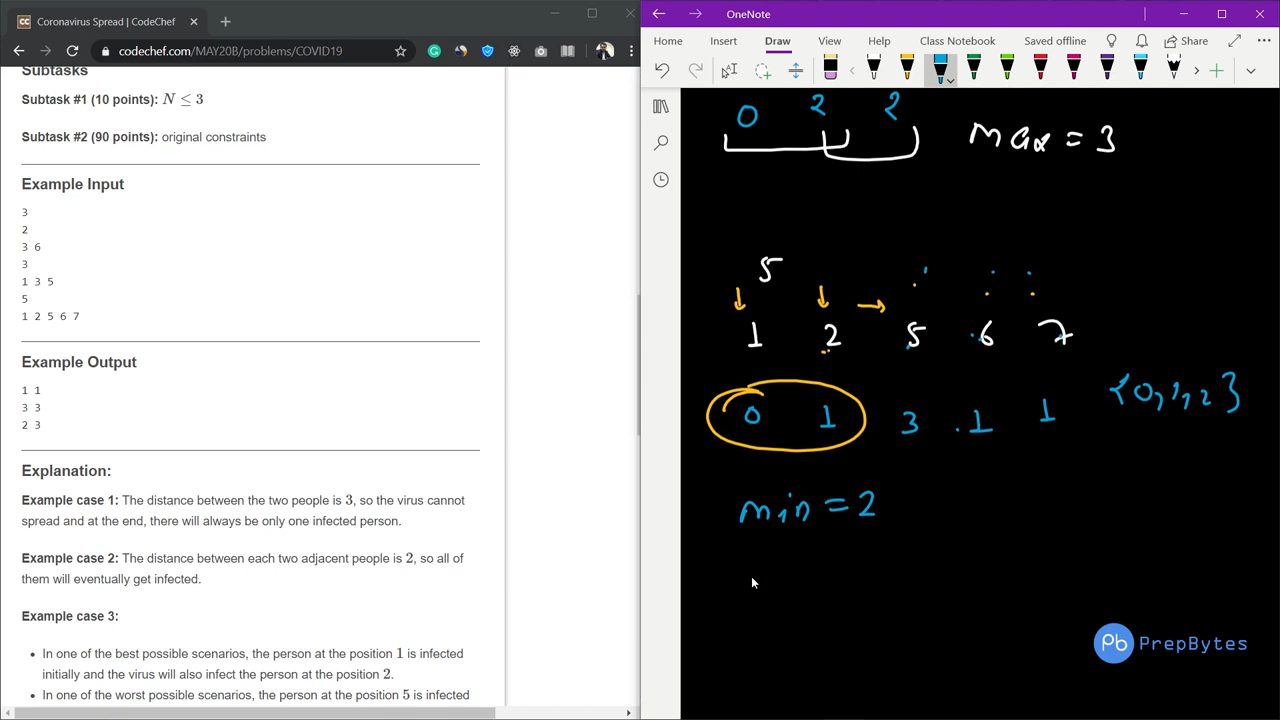 Coronavirus Spread | CodeChef
codechef.com/MAY20B/problems/COVID19
Subtasks
Subtask #1 (10 points): N ≤ 3
Subtask #2 (90 points): original constraints
Example Input
3
2
3 6
3
1 3 5
5
1 2 5 6 7
Example Output
1 1
3 3
2 3
Explanation:
Example case 1: The distance between the two people is 3, so the virus cannot
spread and at the end, there will always be only one infected person.
Example case 2: The distance between each two adjacent people is 2, so all of
them will eventually get infected.
Example case 3:
In one of the best possible scenarios, the person at the position 1 is infected
initially and the virus will also infect the person at the position 2.
In one of the worst possible scenarios, the person at the position 5 is infected
OneNote
Home Insert Draw View Help Class Notebook Saved offline Share
0 2 2
max = 3
5
1 2 5 6 7
0 1 3 1 1 {0,1,2}
min = 2
Pb PrepBytes